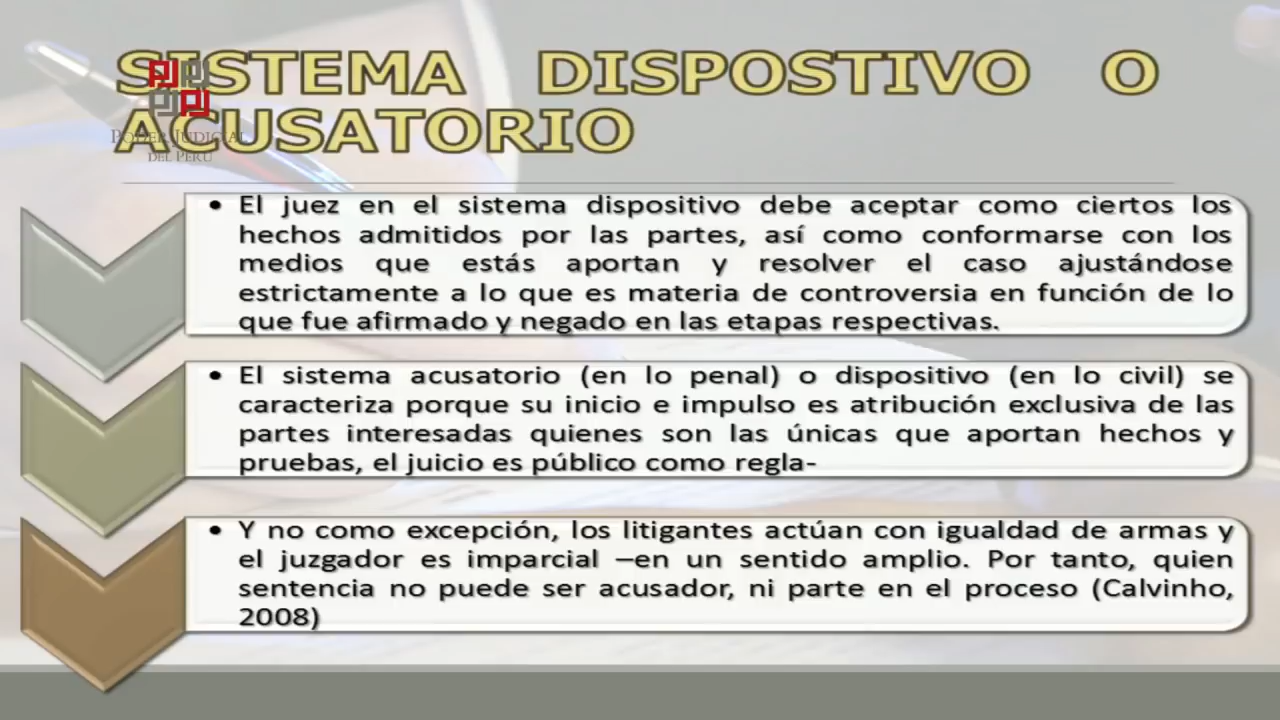 SISTEMA DISPOSTIVO O
ACUSATORIO
PODER JUDICIAL
DEL PERÚ
• El juez en el sistema dispositivo debe aceptar como ciertos los
hechos admitidos por las partes, así como conformarse con los
medios que estás aportan y resolver el caso ajustándose
estrictamente a lo que es materia de controversia en función de lo
que fue afirmado y negado en las etapas respectivas.
• El sistema acusatorio (en lo penal) o dispositivo (en lo civil) se
caracteriza porque su inicio e impulso es atribución exclusiva de las
partes interesadas quienes son las únicas que aportan hechos y
pruebas, el juicio es público como regla-
• Y no como excepción, los litigantes actúan con igualdad de armas y
el juzgador es imparcial –en un sentido amplio. Por tanto, quien
sentencia no puede ser acusador, ni parte en el proceso (Calvinho,
2008)